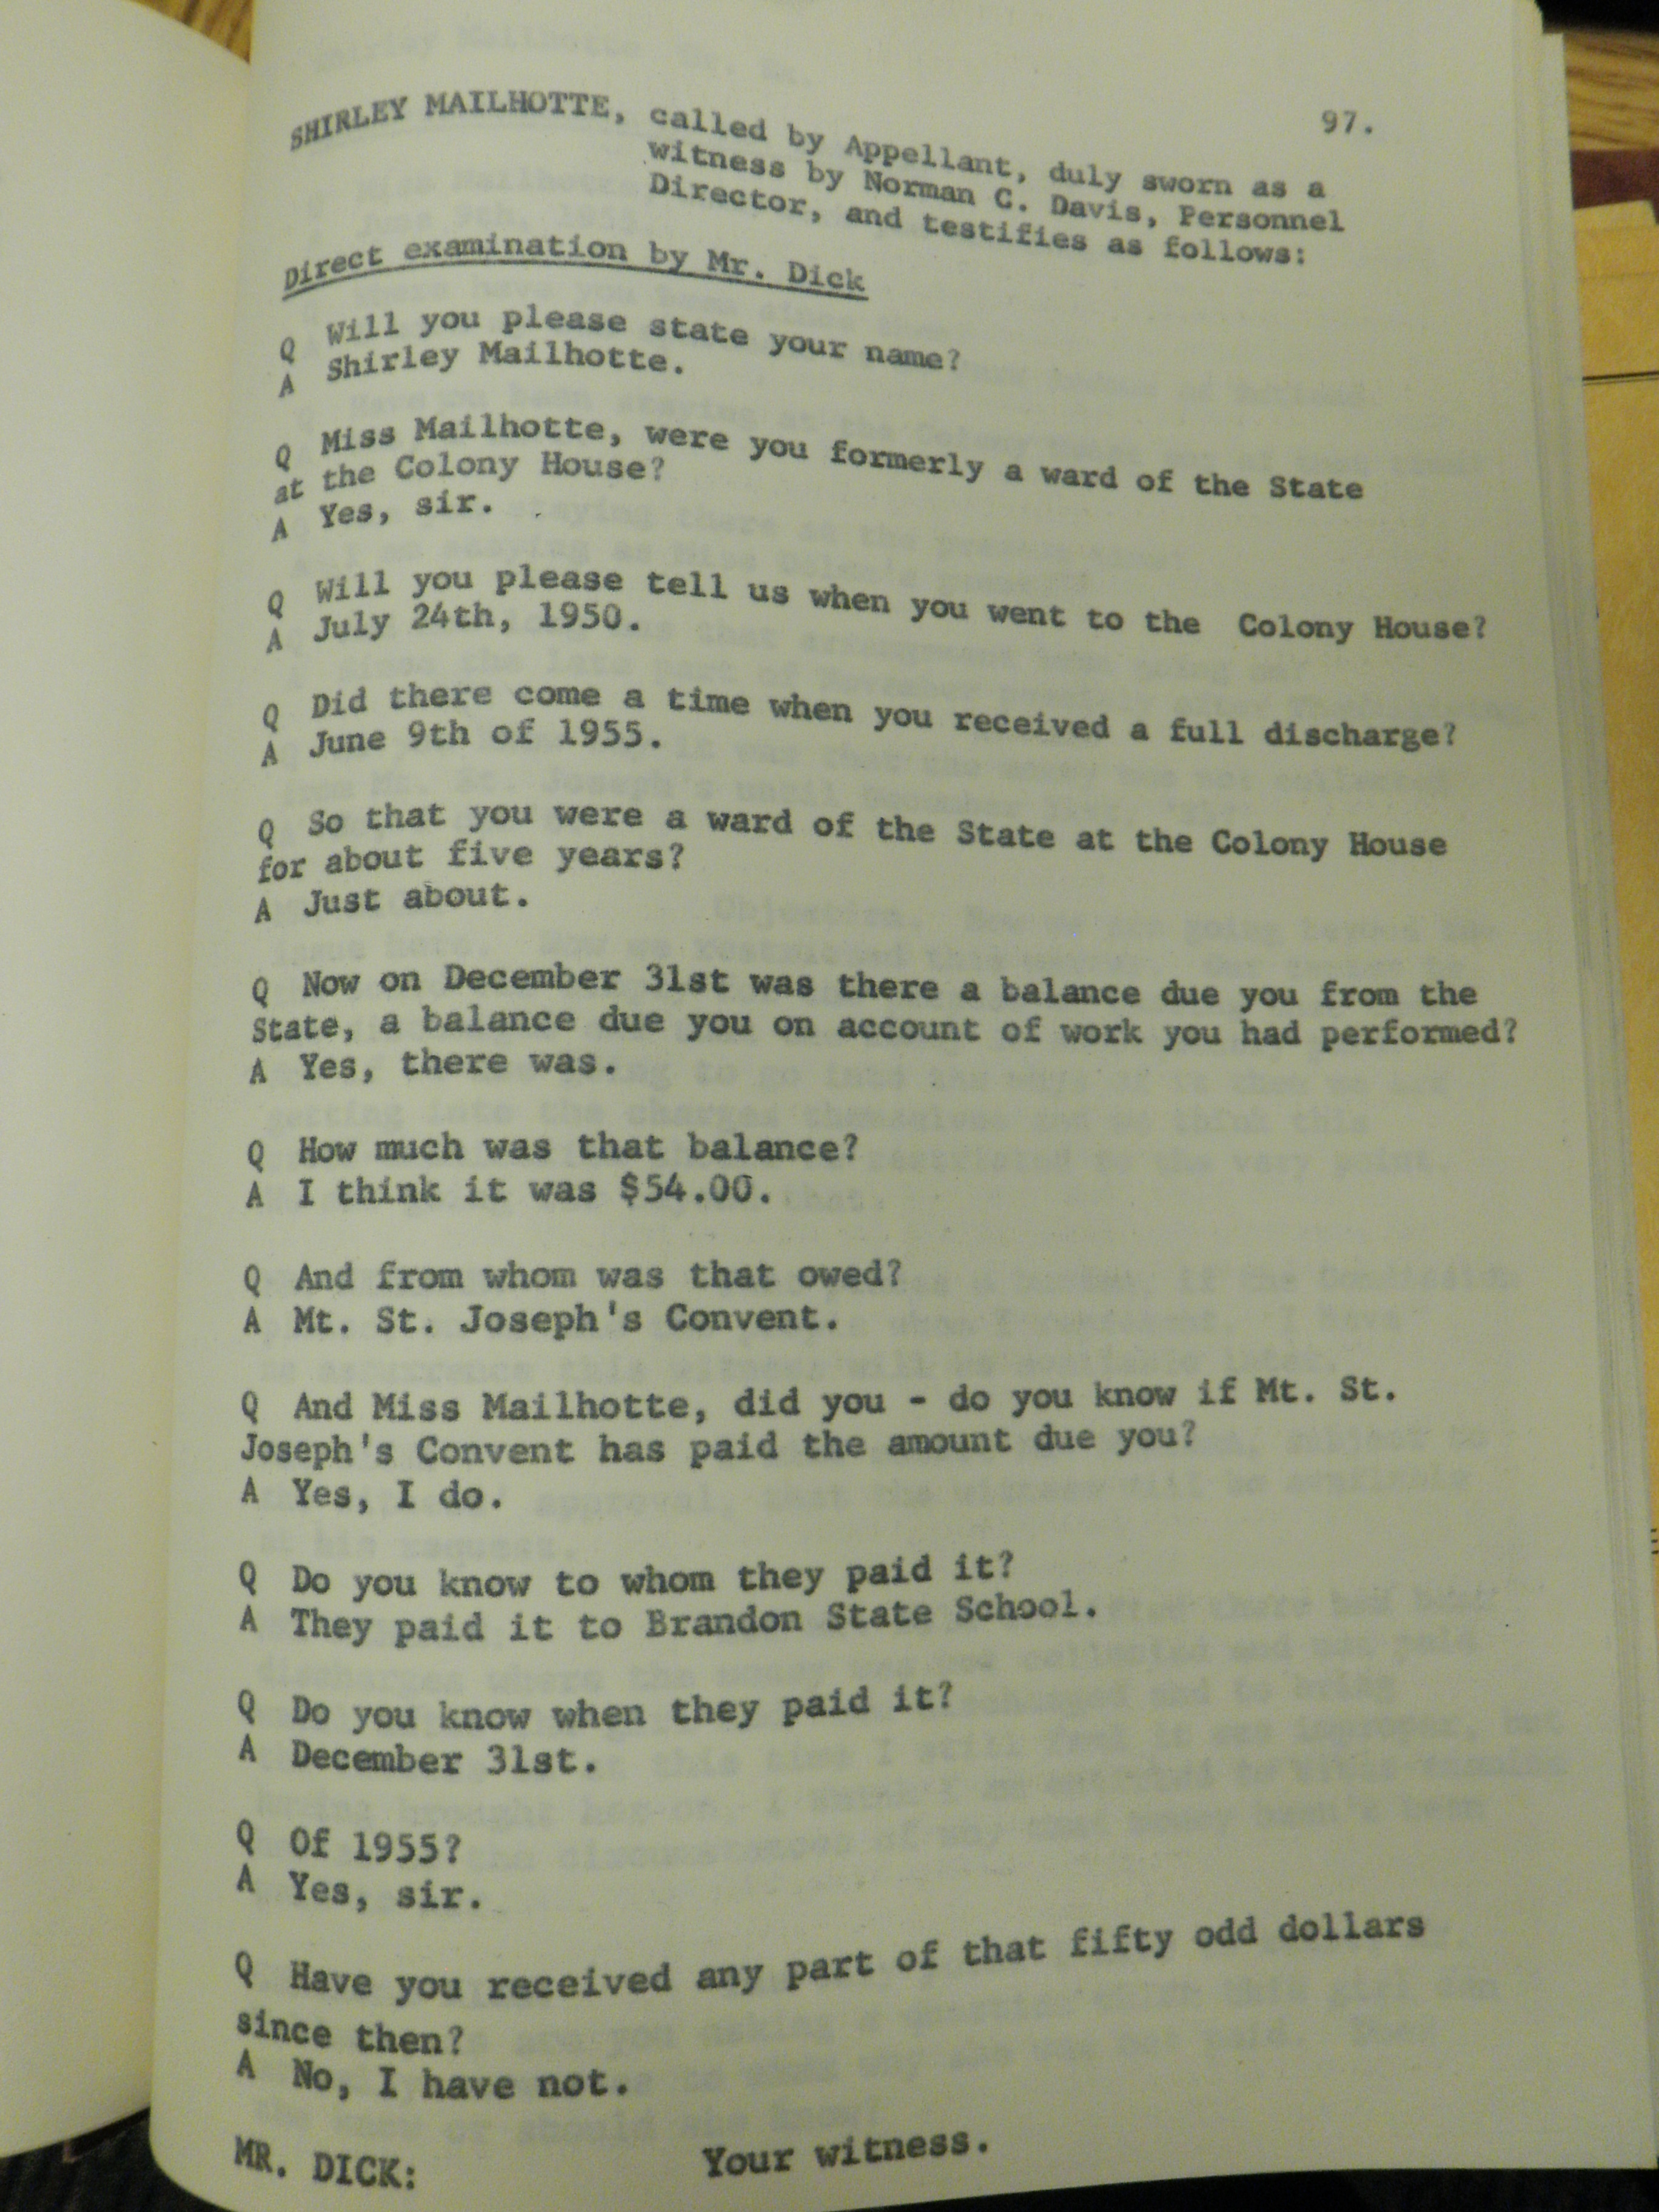 97.
SHIRLEY MAILHOTTE, called by Appellant, duly sworn as a
witness by Norman C. Davis, Personnel
Director, and testifies as follows:
Direct examination by Mr. Dick
Q Will you please state your name?
A Shirley Mailhotte.
Q Miss Mailhotte, were you formerly a ward of the State
at the Colony House?
A Yes, sir.
Q Will you please tell us when you went to the Colony House?
A July 24th, 1950.
Q Did there come a time when you received a full discharge?
A June 9th of 1955.
Q So that you were a ward of the State at the Colony House
for about five years?
A Just about.
Q Now on December 31st was there a balance due you from the
State, a balance due you on account of work you had performed?
A Yes, there was.
Q How much was that balance?
A I think it was $54.00.
Q And from whom was that owed?
A Mt. St. Joseph's Convent.
Q And Miss Mailhotte, did you - do you know if Mt. St.
Joseph's Convent has paid the amount due you?
A Yes, I do.
Q Do you know to whom they paid it?
A They paid it to Brandon State School.
Q Do you know when they paid it?
A December 31st.
Q Of 1955?
A Yes, sir.
Q Have you received any part of that fifty odd dollars
since then?
A No, I have not.
MR. DICK: Your witness.